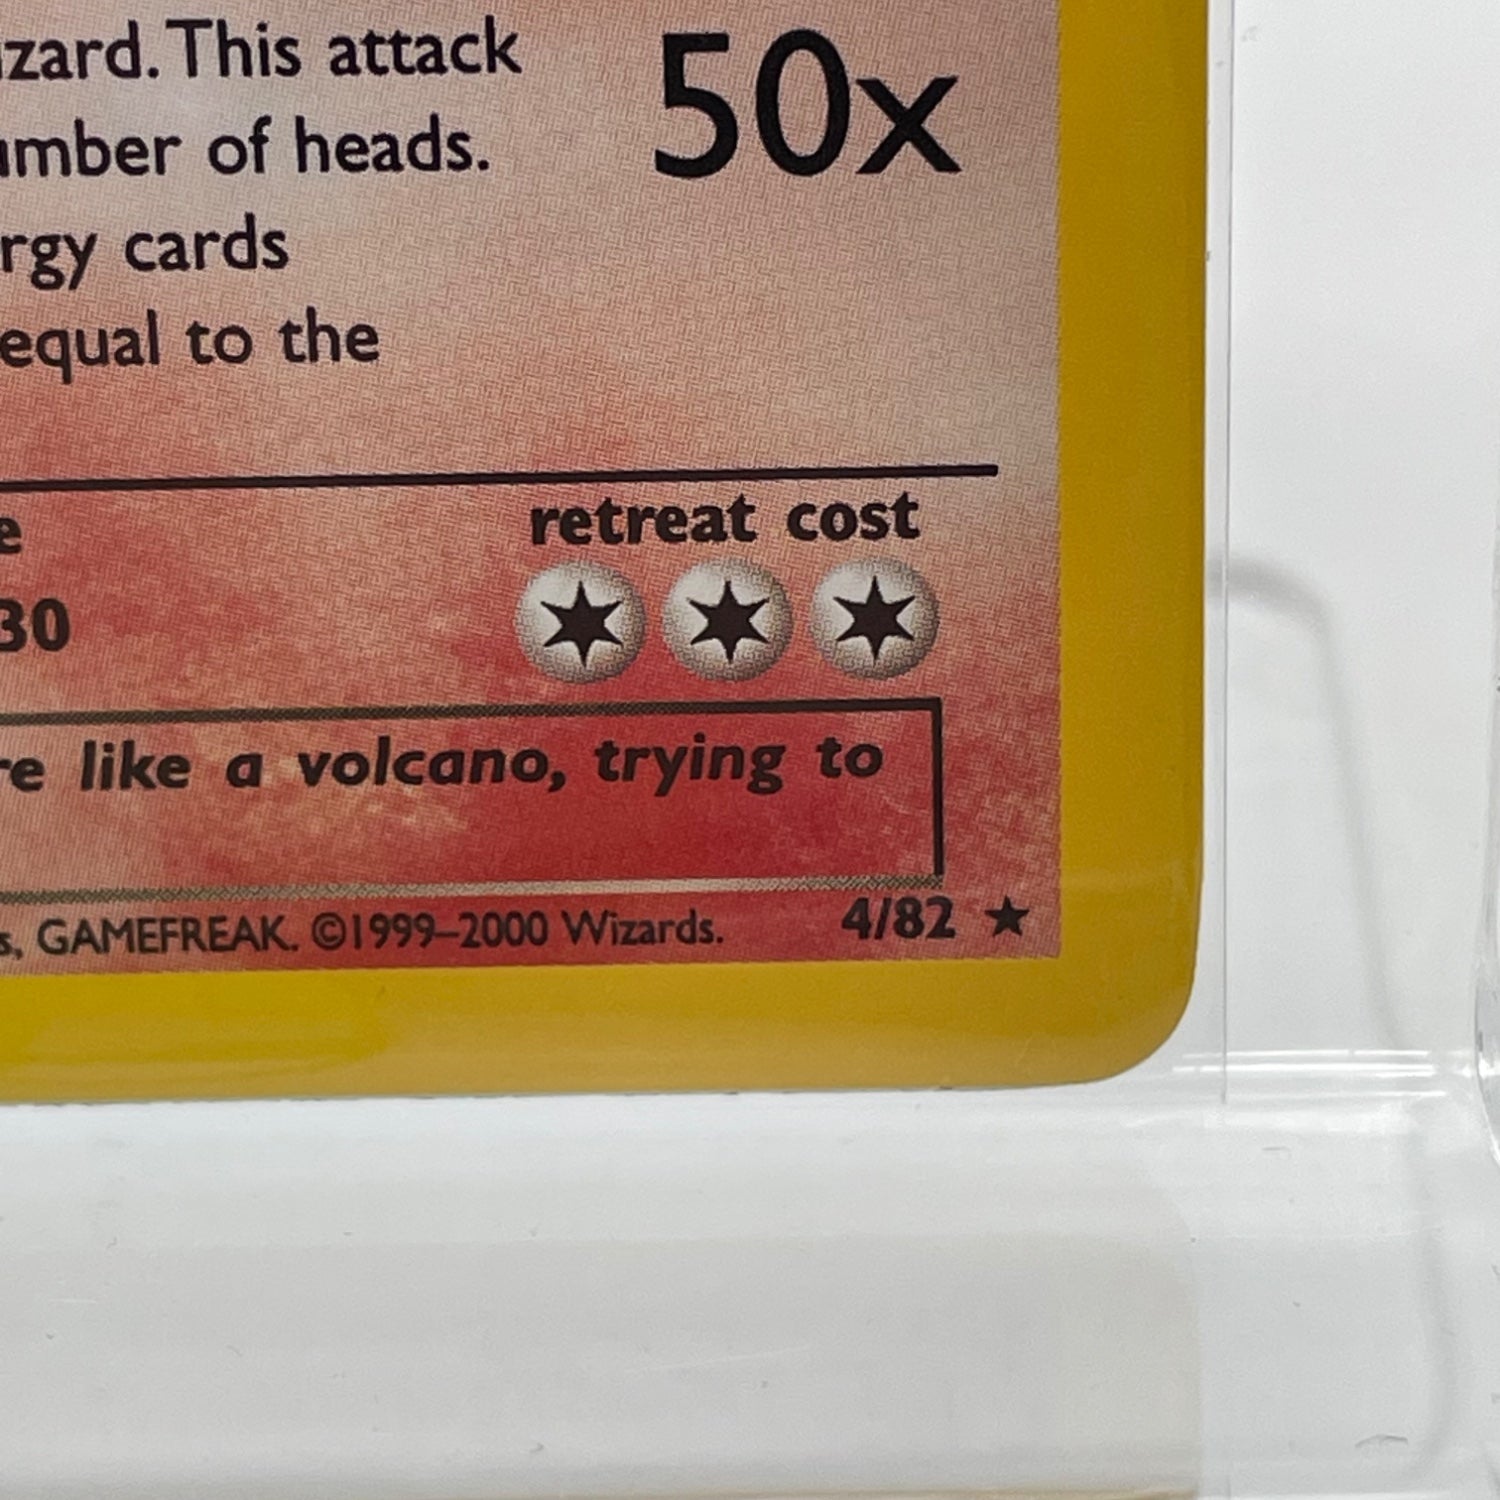 izard. This attack
umber of heads.
50x
rgy cards
equal to the
e
30
retreat cost
re like a volcano, trying to
s, GAMEFREAK. ©1999–2000 Wizards.
4/82 ★